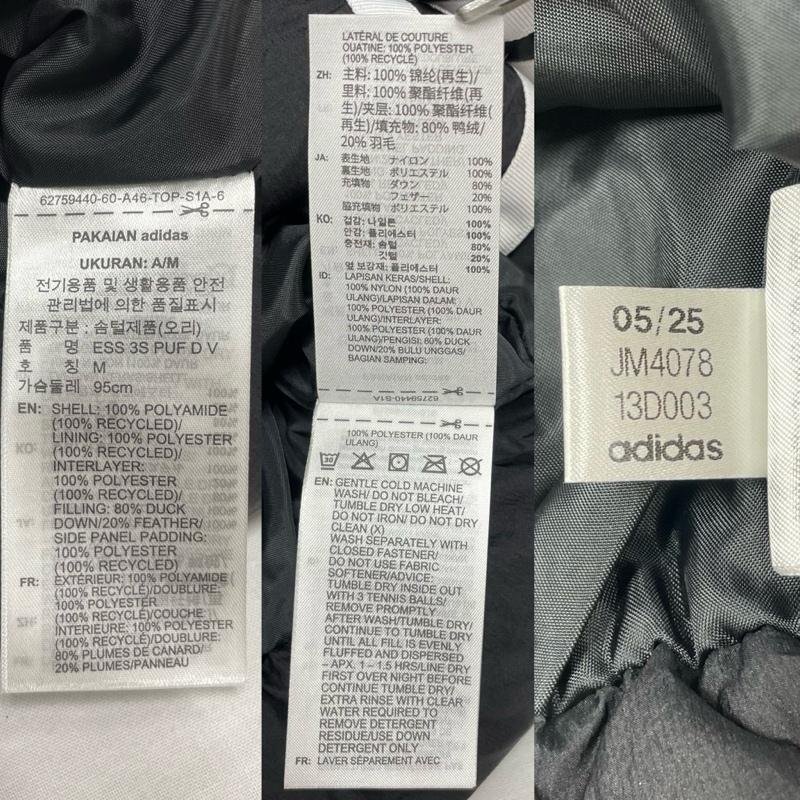 62759440-60-A46-TOP-S1A-6
PAKAIAN adidas
UKURAN: A/M
전기용품 및 생활용품 안전
관리법에 의한 품질표시
제품구분 : 솜털제품(오리)
품 명 ESS 3S PUF D V
호 칭 M
가슴둘레 95cm
EN: SHELL: 100% POLYAMIDE
(100% RECYCLED)/
LINING: 100% POLYESTER
(100% RECYCLED)/
INTERLAYER:
100% POLYESTER
(100% RECYCLED)/
FILLING: 80% DUCK
DOWN/20% FEATHER/
SIDE PANEL PADDING:
100% POLYESTER
(100% RECYCLED)
FR: EXTÉRIEUR: 100% POLYAMIDE
(100% RECYCLÉ)/DOUBLURE:
100% POLYESTER
(100% RECYCLÉ)/COUCHE
INTERIEURE: 100% POLYESTER
(100% RECYCLÉ)/DOUBLURE:
80% PLUMES DE CANARD/
20% PLUMES/PANNEAU
LATÉRAL DE COUTURE
OUATINE: 100% POLYESTER
(100% RECYCLÉ)
ZH: 主料: 100% 锦纶(再生)/
里料: 100% 聚酯纤维(再
生)/夹层: 100% 聚酯纤维(
再生)/填充物: 80% 鸭绒/
20% 羽毛
JA: 表生地 ナイロン 100%
裏生地 ポリエステル 100%
充填物 ダウン 80%
フェザー 20%
脇充填物 ポリエステル 100%
KO: 겉감: 나일론 100%
안감: 폴리에스터 100%
충전재: 솜털 80%
깃털 20%
옆 보강재: 폴리에스터 100%
ID: LAPISAN KERAS/SHELL:
100% NYLON (100% DAUR
ULANG)/LAPISAN DALAM:
100% POLYESTER (100% DAUR
ULANG)/INTERLAYER:
100% POLYESTER (100% DAUR
ULANG)/PENGISI: 80% DUCK
DOWN/20% BULU UNGGAS/
BAGIAN SAMPING:
62759440-S1A
100% POLYESTER (100% DAUR
ULANG)
30
EN: GENTLE COLD MACHINE
WASH/ DO NOT BLEACH/
TUMBLE DRY LOW HEAT/
DO NOT IRON/ DO NOT DRY
CLEAN (X)
WASH SEPARATELY WITH
CLOSED FASTENER/
DO NOT USE FABRIC
SOFTENER/ADVICE:
TUMBLE DRY INSIDE OUT
WITH 3 TENNIS BALLS/
REMOVE PROMPTLY
AFTER WASH/TUMBLE DRY/
CONTINUE TO TUMBLE DRY
UNTIL ALL FILL IS EVENLY
FLUFFED AND DISPERSED
– APX. 1 – 1.5 HRS/LINE DRY
FIRST OVER NIGHT BEFORE
CONTINUE TUMBLE DRY/
EXTRA RINSE WITH CLEAR
WATER REQUIRED TO
REMOVE DETERGENT
RESIDUE/USE DOWN
DETERGENT ONLY
FR: LAVER SÉPARÉMENT AVEC
05/25
JM4078
13D003
adidas